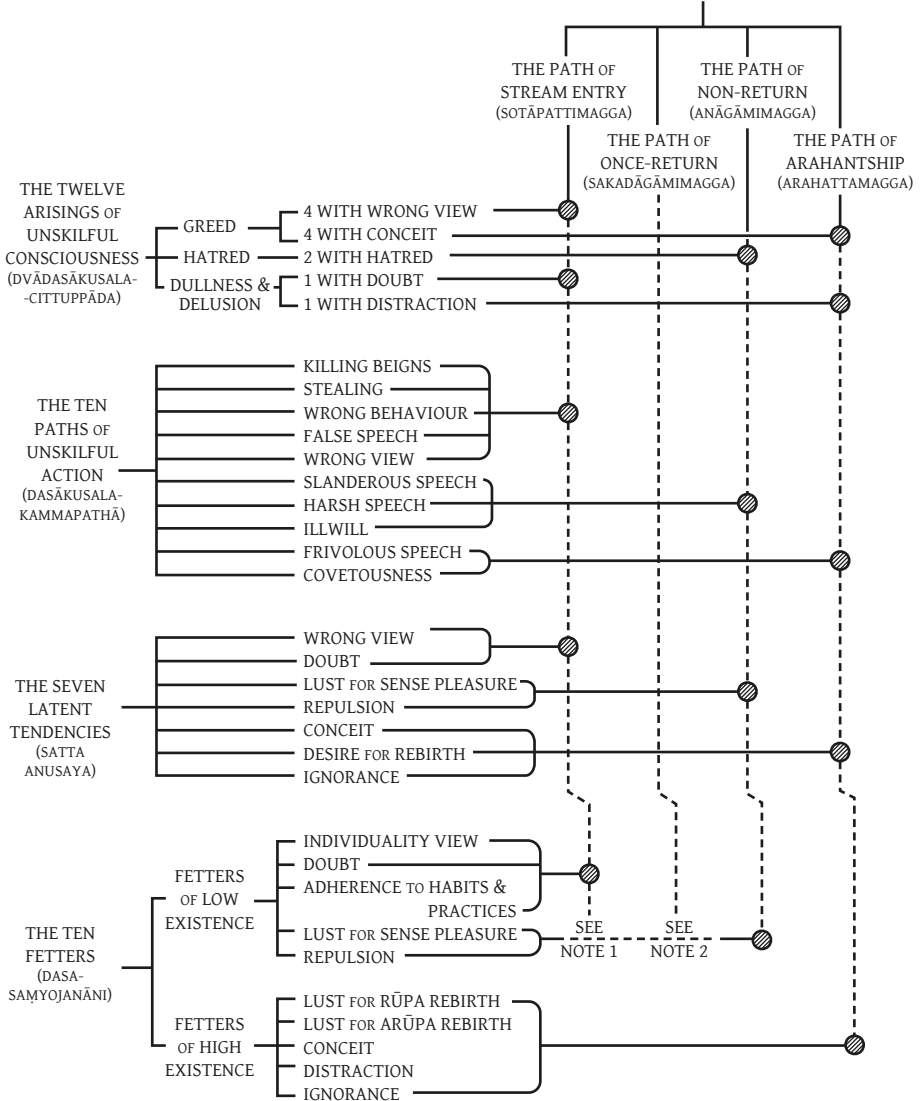 THE PATH OF
STREAM ENTRY
(SOTĀPATTIMAGGA)
THE PATH OF
NON-RETURN
(ANĀGĀMIMAGGA)
THE PATH OF
ONCE-RETURN
(SAKADĀGĀMIMAGGA)
THE PATH OF
ARAHANTSHIP
(ARAHATTAMAGGA)
THE TWELVE
ARISINGS OF
UNSKILFUL
CONSCIOUSNESS
(DVĀDASĀKUSALA-
-CITTUPPĀDA)
GREED
HATRED
DULLNESS &
DELUSION
4 WITH WRONG VIEW
4 WITH CONCEIT
2 WITH HATRED
1 WITH DOUBT
1 WITH DISTRACTION
THE TEN
PATHS OF
UNSKILFUL
ACTION
(DASĀKUSALA-
KAMMAPATHĀ)
KILLING BEIGNS
STEALING
WRONG BEHAVIOUR
FALSE SPEECH
WRONG VIEW
SLANDEROUS SPEECH
HARSH SPEECH
ILLWILL
FRIVOLOUS SPEECH
COVETOUSNESS
THE SEVEN
LATENT
TENDENCIES
(SATTA
ANUSAYA)
WRONG VIEW
DOUBT
LUST FOR SENSE PLEASURE
REPULSION
CONCEIT
DESIRE FOR REBIRTH
IGNORANCE
THE TEN
FETTERS
(DASA-
SAṂYOJANĀNI)
FETTERS
OF LOW
EXISTENCE
INDIVIDUALITY VIEW
DOUBT
ADHERENCE TO HABITS &
PRACTICES
LUST FOR SENSE PLEASURE
REPULSION
SEE
NOTE 1
SEE
NOTE 2
FETTERS
OF HIGH
EXISTENCE
LUST FOR RŪPA REBIRTH
LUST FOR ARŪPA REBIRTH
CONCEIT
DISTRACTION
IGNORANCE